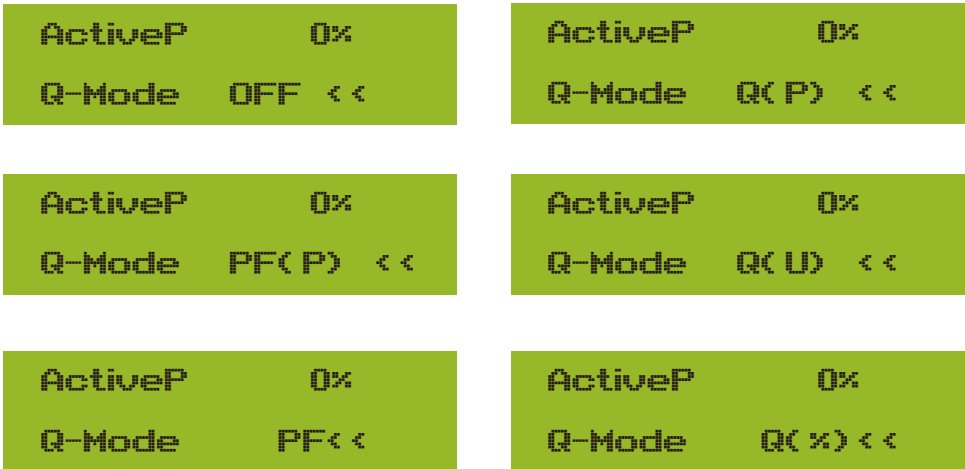 ActiveP 0%
Q-Mode OFF <<
ActiveP 0%
Q-Mode Q(P) <<
ActiveP 0%
Q-Mode PF(P) <<
ActiveP 0%
Q-Mode Q(U) <<
ActiveP 0%
Q-Mode PF<<
ActiveP 0%
Q-Mode Q(%)<<